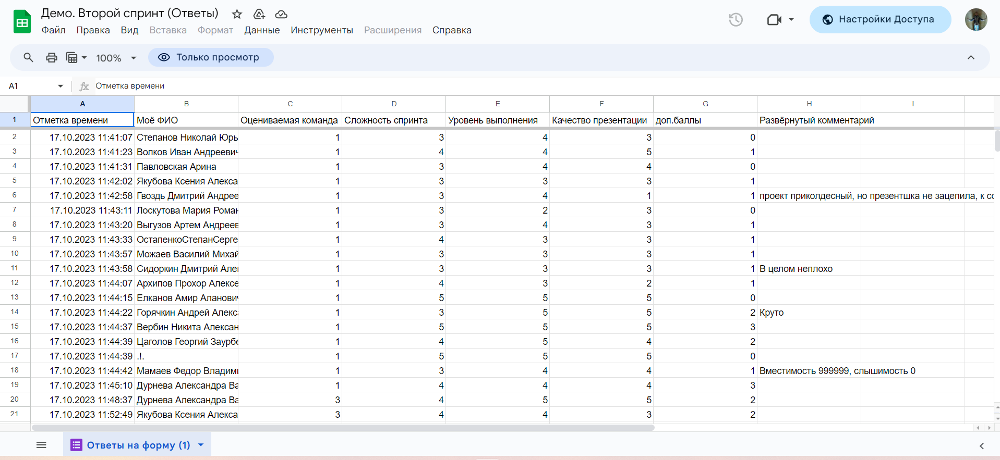 Демо. Второй спринт (Ответы)
Файл Правка Вид Вставка Формат Данные Инструменты Расширения Справка
Настройки Доступа
100% Только просмотр
A1 fx Отметка времени
A B C D E F G H I
1 Отметка времени Моё ФИО Оцениваемая команда Сложность спринта Уровень выполнения Качество презентации доп.баллы Развёрнутый комментарий
2 17.10.2023 11:41:07 Степанов Николай Юрь 1 3 4 3 0
3 17.10.2023 11:41:23 Волков Иван Андреевич 1 4 4 5 1
4 17.10.2023 11:41:31 Павловская Арина 1 3 4 4 0
5 17.10.2023 11:42:02 Якубова Ксения Алекса 1 3 3 3 1
6 17.10.2023 11:42:58 Гвоздь Дмитрий Андрее 1 3 4 1 1 проект приколдесный, но презентшка не зацепила, к со
7 17.10.2023 11:43:11 Лоскутова Мария Роман 1 3 2 3 0
8 17.10.2023 11:43:20 Выгузов Артем Андреев 1 3 4 3 1
9 17.10.2023 11:43:33 ОстапенкоСтепанСерге 1 4 3 3 1
10 17.10.2023 11:43:57 Можаев Василий Михай 1 3 3 3 1
11 17.10.2023 11:43:58 Сидоркин Дмитрий Алек 1 3 3 3 1 В целом неплохо
12 17.10.2023 11:44:07 Архипов Прохор Алексе 1 4 3 2 1
13 17.10.2023 11:44:15 Елканов Амир Аланович 1 5 5 5 0
14 17.10.2023 11:44:22 Горячкин Андрей Алекса 1 3 5 5 2 Круто
15 17.10.2023 11:44:37 Вербин Никита Алексан 1 5 5 5 3
16 17.10.2023 11:44:39 Цаголов Георгий Заурбе 1 4 5 4 2
17 17.10.2023 11:44:39 .!. 1 5 5 5 0
18 17.10.2023 11:44:42 Мамаев Федор Владими 1 3 4 4 1 Вместимость 999999, слышимость 0
19 17.10.2023 11:45:10 Дурнева Александра Ва 1 4 4 4 3
20 17.10.2023 11:48:37 Дурнева Александра Ва 3 4 5 5 2
21 17.10.2023 11:52:49 Якубова Ксения Алекса 3 4 4 3 2
Ответы на форму (1)